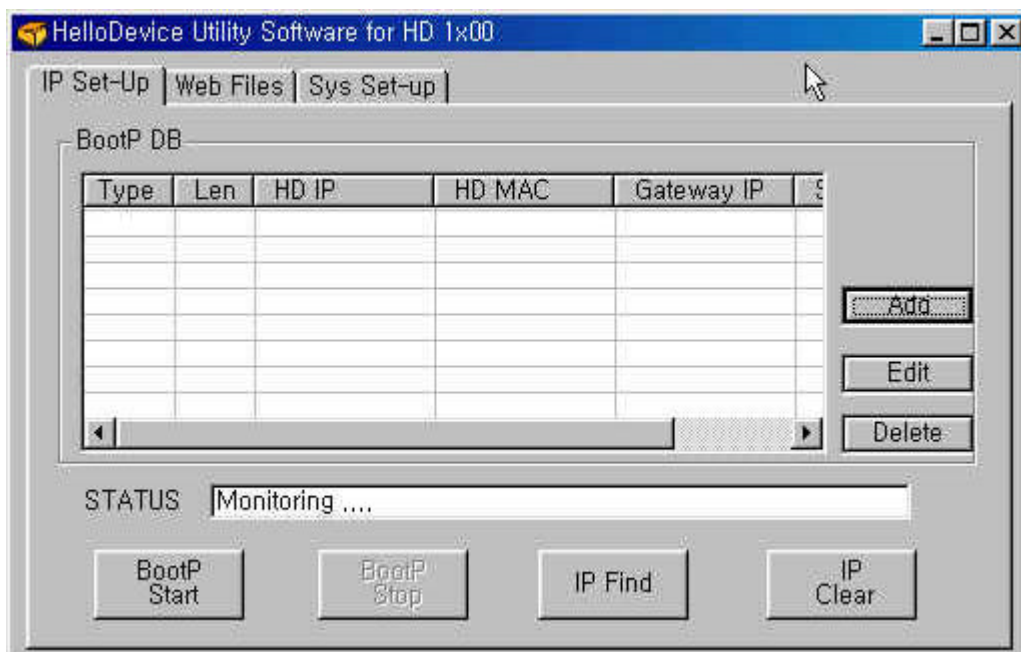 HelloDevice Utility Software for HD 1x00
IP Set-Up Web Files Sys Set-up
BootP DB
Type Len HD IP HD MAC Gateway IP
Add
Edit
Delete
STATUS Monitoring ....
BootP Start
BootP Stop
IP Find
IP Clear